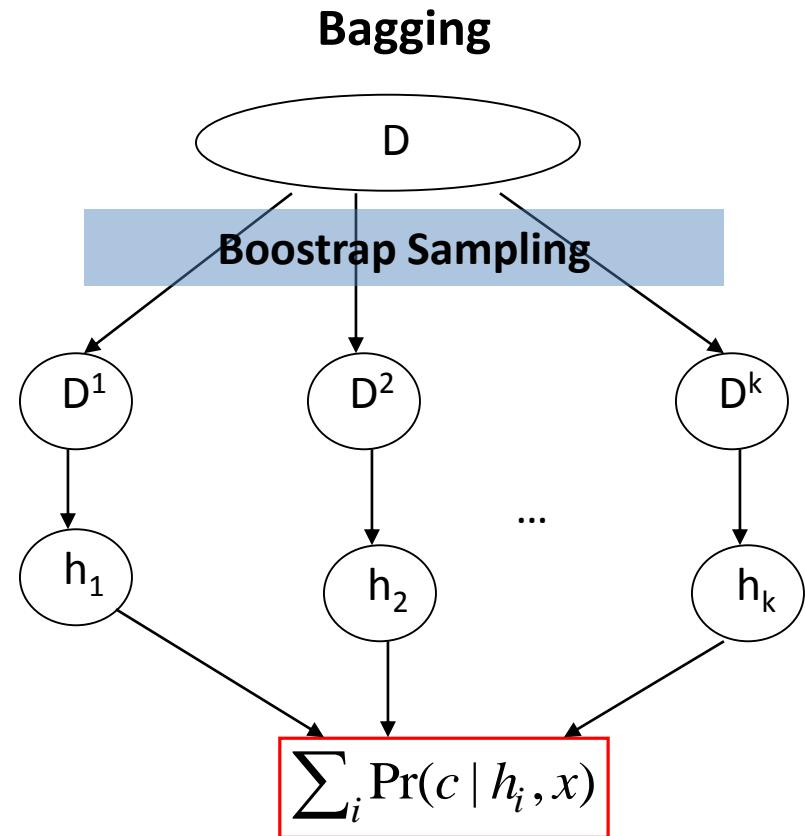 Bagging
D
Boostrap Sampling
D¹ D² Dᵏ
...
h₁ h₂ hₖ
∑ᵢ Pr(c | hᵢ, x)